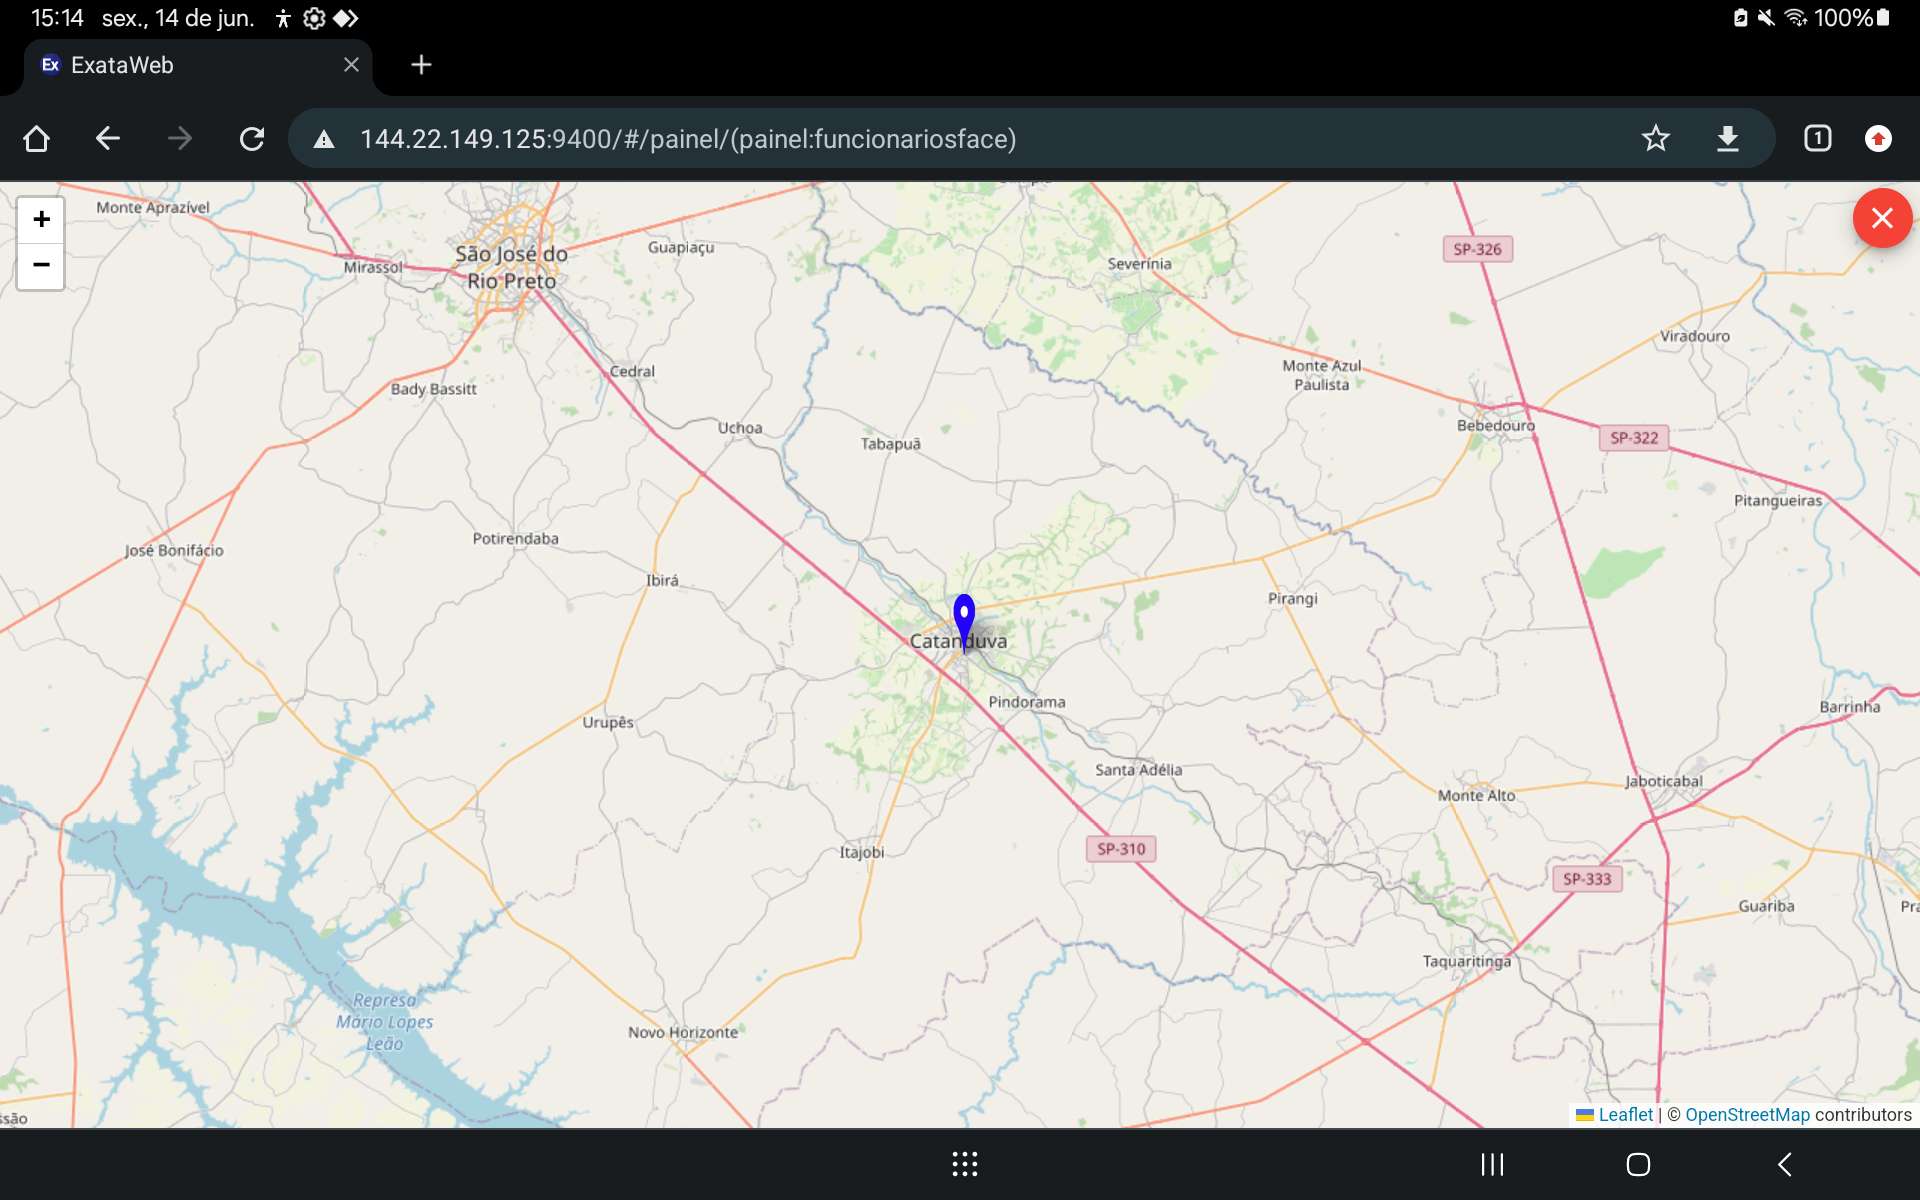 15:14 sex., 14 de jun. 100%
Ex ExataWeb
144.22.149.125:9400/#/painel/(painel:funcionariosface) 1
+
−
Monte Aprazível
São José do
Rio Preto
Guapiaçu
Mirassol
Severínia
SP-326
Viradouro
Monte Azul
Paulista
Cedral
Bady Bassitt
Uchoa
Tabapuã
Bebedouro
SP-322
Pitangueiras
José Bonifácio
Potirendaba
Ibirá
Pirangi
Catanduva
Pindorama
Barrinha
Urupês
Santa Adélia
Jaboticabal
Monte Alto
Itajobi
SP-310
SP-333
Guariba
Taquaritinga
Represa
Mário Lopes
Leão
Novo Horizonte
Leaflet | © OpenStreetMap contributors